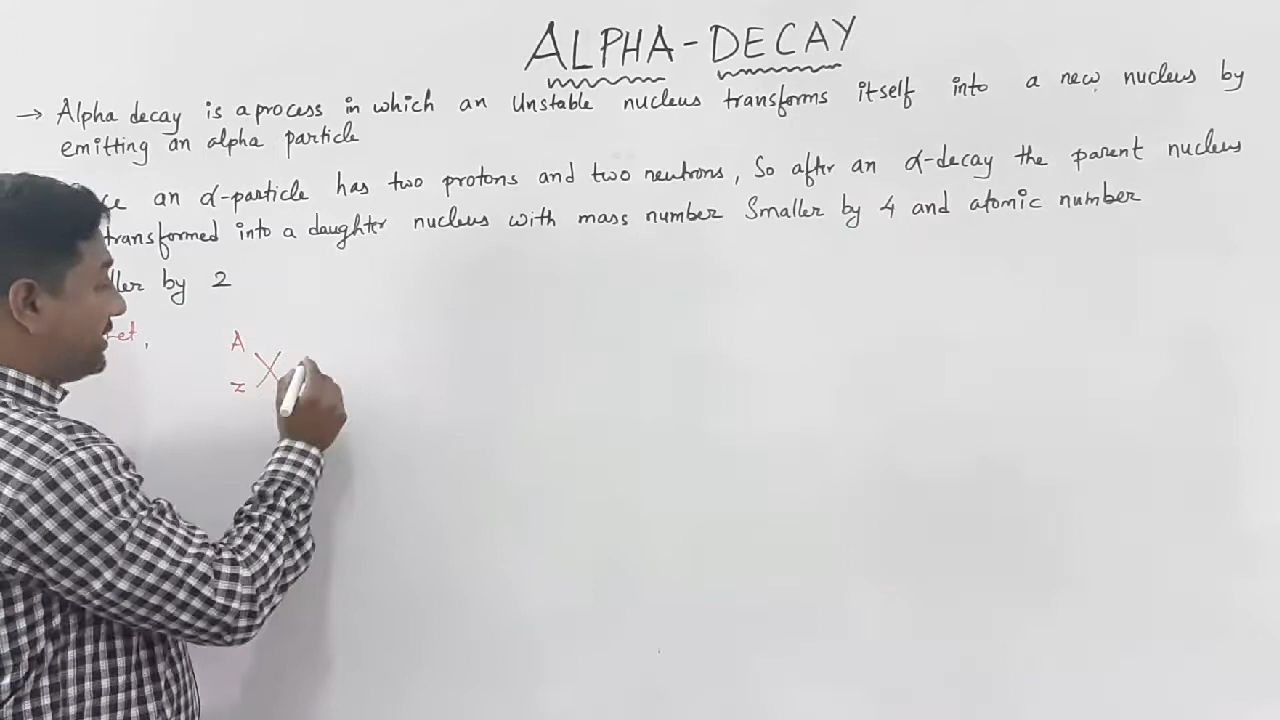 ALPHA-DECAY
→ Alpha decay is a process in which an Unstable nucleus transforms itself into a new nucleus by
emitting an alpha particle
an α-particle has two protons and two neutrons, So after an α-decay the parent nucleus
transformed into a daughter nucleus with mass number Smaller by 4 and atomic number
by 2
A
X
Z